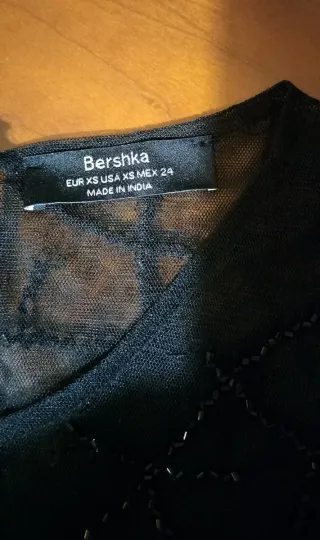 Bershka
EUR XS USA XS MEX 24
MADE IN INDIA